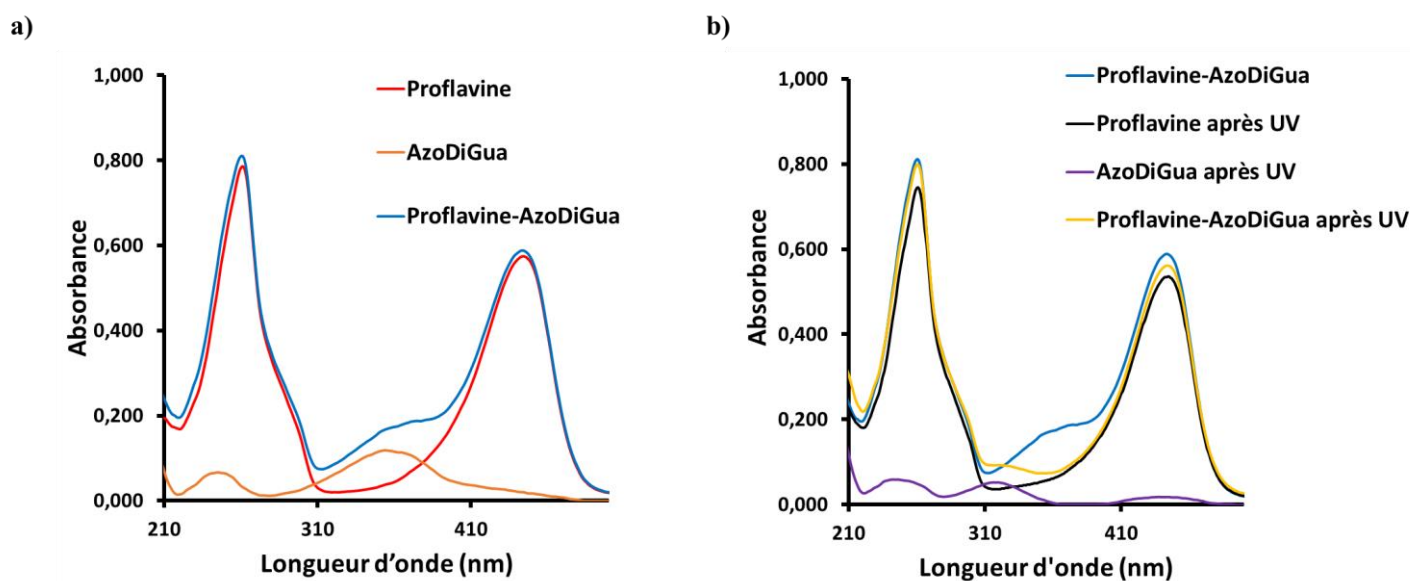 a)
1,000
0,800
0,600
0,400
0,200
0,000
210
310
410
Absorbance
Longueur d’onde (nm)
Proflavine
AzoDiGua
Proflavine-AzoDiGua
b)
1,000
0,800
0,600
0,400
0,200
0,000
210
310
410
Absorbance
Longueur d'onde (nm)
Proflavine-AzoDiGua
Proflavine après UV
AzoDiGua après UV
Proflavine-AzoDiGua après UV